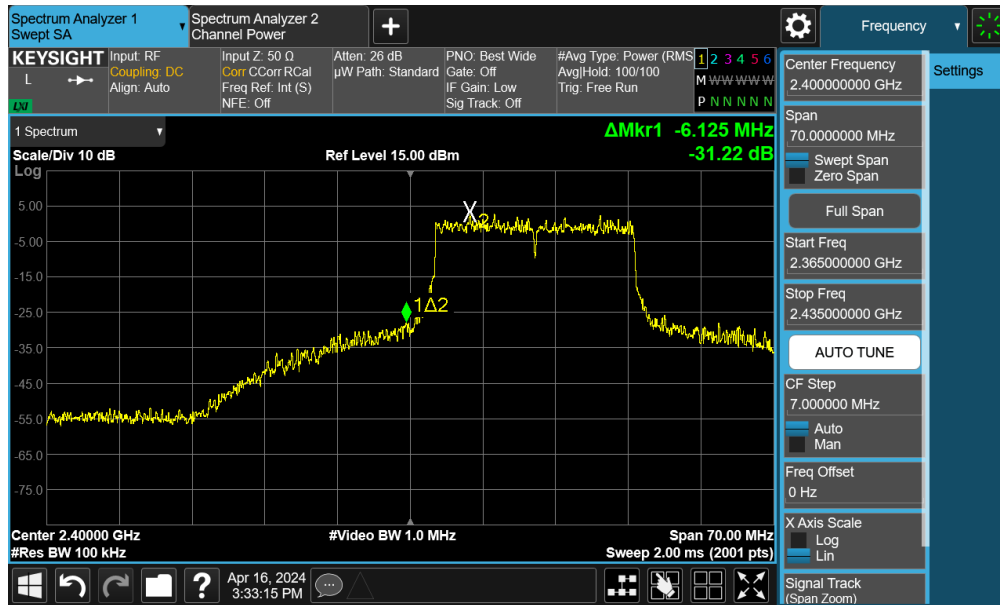 Spectrum Analyzer 1
Swept SA
Spectrum Analyzer 2
Channel Power
+
Frequency
KEYSIGHT
L
LXI
Input: RF
Coupling: DC
Align: Auto
Input Z: 50 Ω
Corr CCorr RCal
Freq Ref: Int (S)
NFE: Off
Atten: 26 dB
µW Path: Standard
PNO: Best Wide
Gate: Off
IF Gain: Low
Sig Track: Off
#Avg Type: Power (RMS
Avg|Hold: 100/100
Trig: Free Run
1 2 3 4 5 6
M W W W W W
P N N N N N
1 Spectrum
Scale/Div 10 dB
Log
Ref Level 15.00 dBm
ΔMkr1 -6.125 MHz
-31.22 dB
5.00
-5.00
-15.0
-25.0
-35.0
-45.0
-55.0
-65.0
-75.0
X2
1Δ2
Center 2.40000 GHz
#Res BW 100 kHz
#Video BW 1.0 MHz
Span 70.00 MHz
Sweep 2.00 ms (2001 pts)
Center Frequency
2.400000000 GHz
Span
70.0000000 MHz
Swept Span
Zero Span
Full Span
Start Freq
2.365000000 GHz
Stop Freq
2.435000000 GHz
AUTO TUNE
CF Step
7.000000 MHz
Auto
Man
Freq Offset
0 Hz
X Axis Scale
Log
Lin
Signal Track
(Span Zoom)
Settings
?
Apr 16, 2024
3:33:15 PM